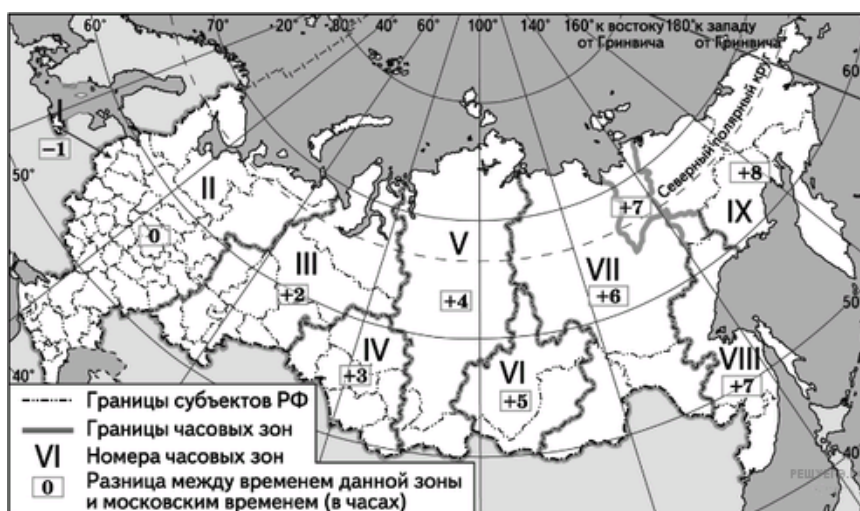 60° 40° -20° 60° 80° 100° 120° 140° 160° к востоку 180° к западу
от Гринвича от Гринвича
60°
I
-1
50°
Северный полярный круг
II
+8
0
+7
IX
V
III
VII
+2
+4
+6
50°
IV
VI
VIII
+3
+5
+7
40°
40°
Границы субъектов РФ
Границы часовых зон
VI Номера часовых зон
0 Разница между временем данной зоны
и московским временем (в часах)